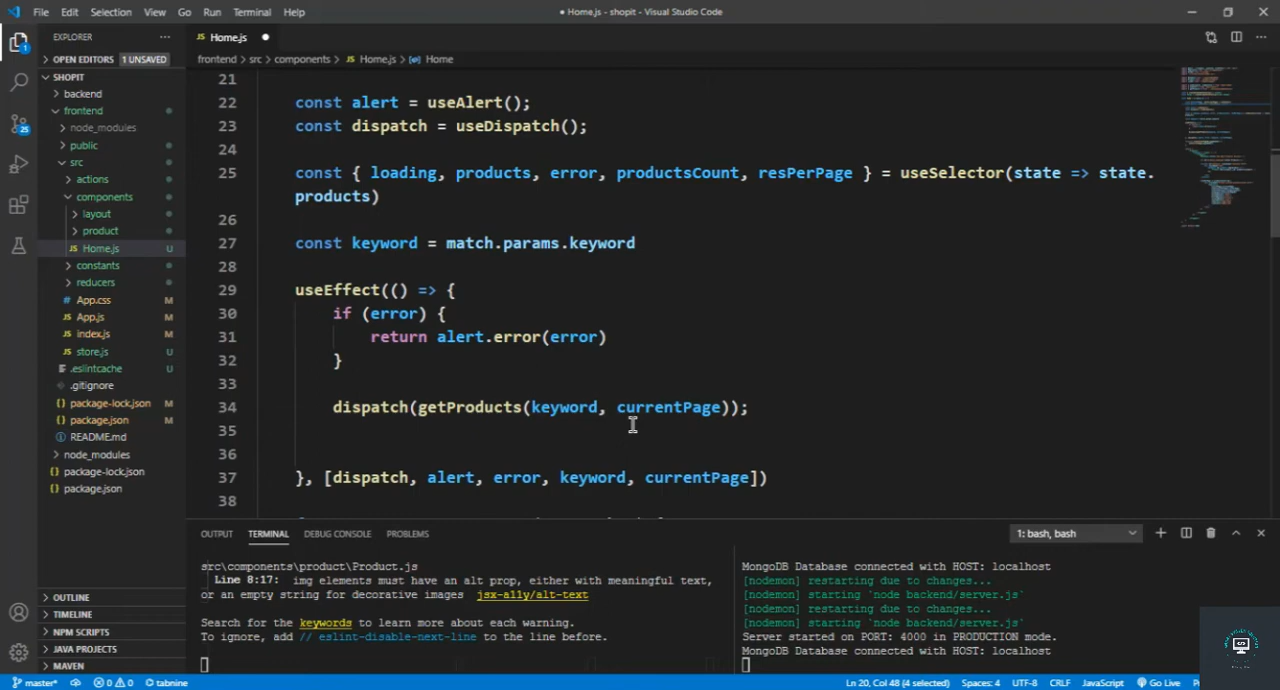 File Edit Selection View Go Run Terminal Help
● Home.js - shopit - Visual Studio Code
EXPLORER ···
Home.js ●
OPEN EDITORS 1 UNSAVED
frontend > src > components > JS Home.js > Home
SHOPIT
backend
frontend
node_modules
public
src
actions
components
layout
product
JS Home.js U
constants
reducers
# App.css M
JS App.js M
JS index.js M
JS store.js U
.eslintcache U
.gitignore
{} package-lock.json M
{} package.json M
README.md
node_modules
{} package-lock.json
{} package.json
OUTLINE
TIMELINE
NPM SCRIPTS
JAVA PROJECTS
MAVEN
21
22 const alert = useAlert();
23 const dispatch = useDispatch();
24
25 const { loading, products, error, productsCount, resPerPage } = useSelector(state => state.
products)
26
27 const keyword = match.params.keyword
28
29 useEffect(() => {
30 if (error) {
31 return alert.error(error)
32 }
33
34 dispatch(getProducts(keyword, currentPage));
35
36
37 }, [dispatch, alert, error, keyword, currentPage])
38
OUTPUT TERMINAL DEBUG CONSOLE PROBLEMS
1: bash, bash
src\components\product\Product.js
Line 8:17: img elements must have an alt prop, either with meaningful text,
or an empty string for decorative images jsx-a11y/alt-text
Search for the keywords to learn more about each warning.
To ignore, add // eslint-disable-next-line to the line before.
MongoDB Database connected with HOST: localhost
[nodemon] restarting due to changes...
[nodemon] starting `node backend/server.js`
[nodemon] restarting due to changes...
[nodemon] starting `node backend/server.js`
Server started on PORT: 4000 in PRODUCTION mode.
MongoDB Database connected with HOST: localhost
master* 0 0 tabnine
Ln 20, Col 48 (4 selected) Spaces: 4 UTF-8 CRLF JavaScript Go Live